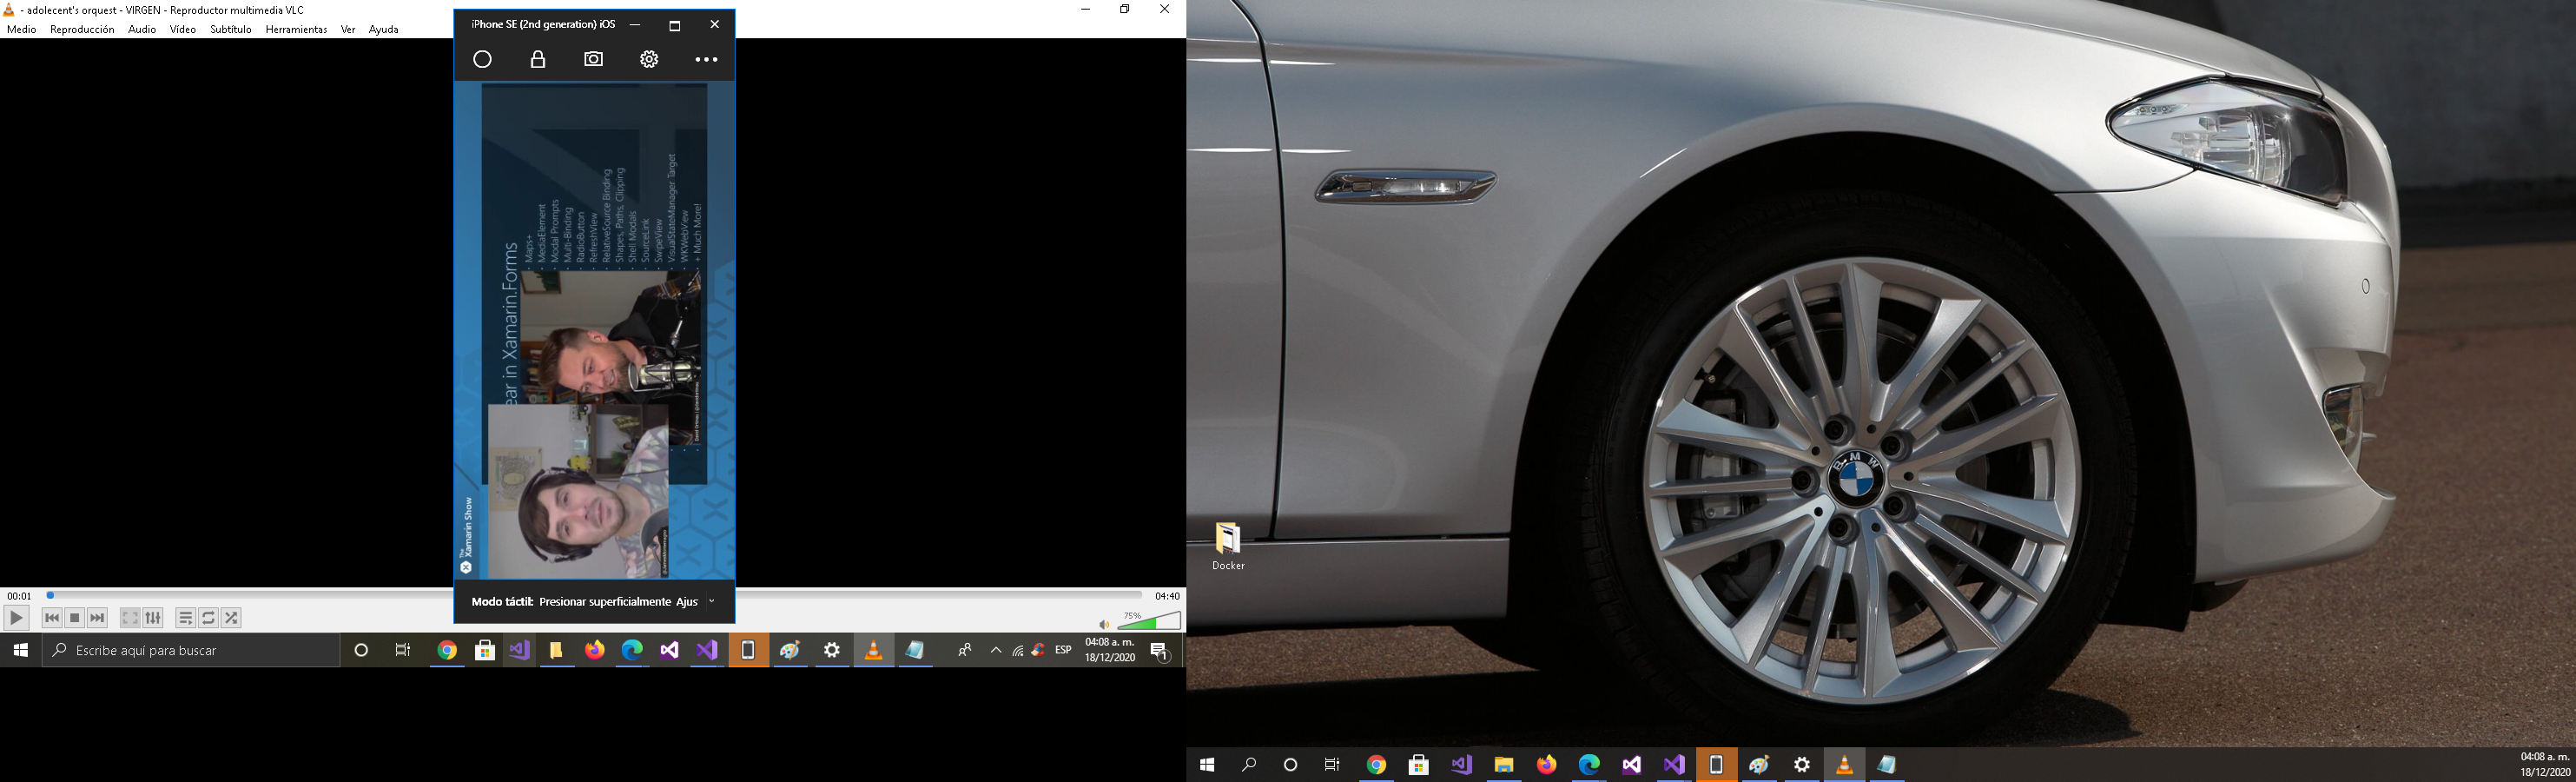 - adolecent's orquest - VIRGEN - Reproductor multimedia VLC
Medio Reproducción Audio Vídeo Subtítulo Herramientas Ver Ayuda
iPhone SE (2nd generation) iOS
ear in Xamarin.Forms
Maps+
MediaElement
Modal Prompts
Multi-Binding
RadioButton
RefreshView
RelativeSource Binding
Shapes, Paths, Clipping
Shell Modals
SourceLink
SwipeView
VisualStateManager Target
WKWebView
+ Much More!
The
Xamarin Show
Modo táctil: Presionar superficialmente Ajus
00:01
04:40
75%
Escribe aquí para buscar
ESP
04:08 a. m.
18/12/2020
1
Docker
BMW
04:08 a. m.
18/12/2020